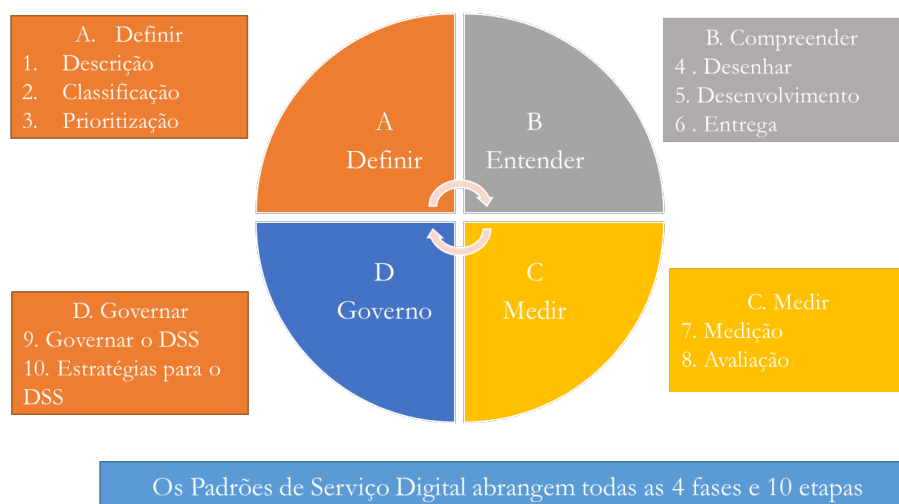 A. Definir
1. Descrição
2. Classificação
3. Prioritização
A
Definir
B
Entender
B. Compreender
4 . Desenhar
5. Desenvolvimento
6 . Entrega
D. Governar
9. Governar o DSS
10. Estratégias para o
DSS
D
Governo
C
Medir
C. Medir
7. Medição
8. Avaliação
Os Padrões de Serviço Digital abrangem todas as 4 fases e 10 etapas